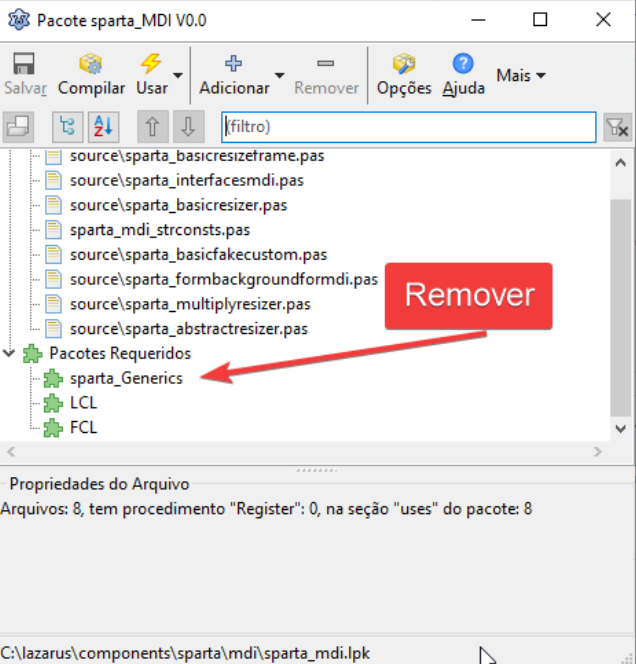 Pacote sparta_MDI V0.0
Salvar Compilar Usar Adicionar Remover Opções Ajuda Mais
(filtro)
source\sparta_basicresizeframe.pas
source\sparta_interfacesmdi.pas
source\sparta_basicresizer.pas
sparta_mdi_strconsts.pas
source\sparta_basicfakecustom.pas
source\sparta_formbackgroundformdi.pas
source\sparta_multiplyresizer.pas
source\sparta_abstractresizer.pas
Remover
Pacotes Requeridos
sparta_Generics
LCL
FCL
Propriedades do Arquivo
Arquivos: 8, tem procedimento "Register": 0, na seção "uses" do pacote: 8
C:\lazarus\components\sparta\mdi\sparta_mdi.lpk